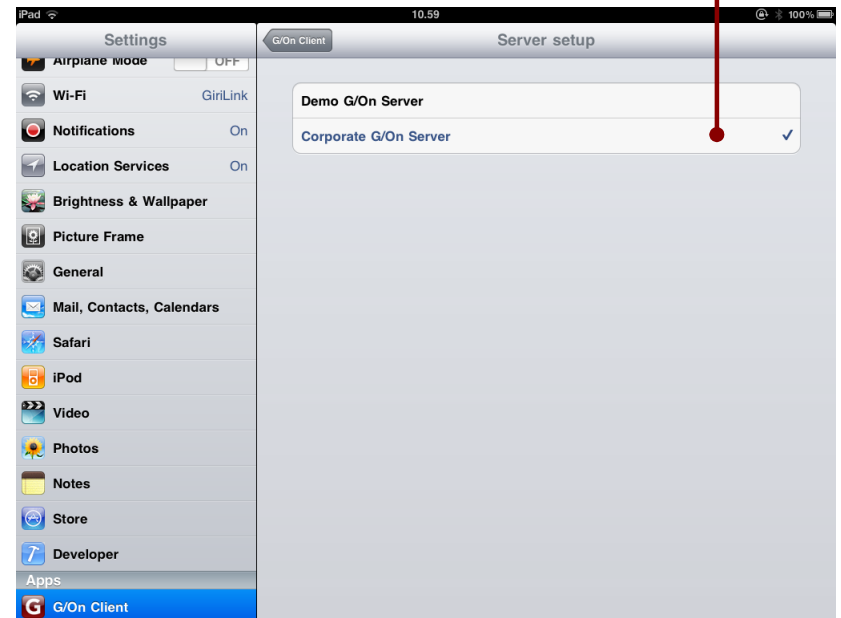 iPad 10.59 100%
Settings
G/On Client Server setup
Airplane Mode OFF
Wi-Fi GiriLink
Notifications On
Location Services On
Brightness & Wallpaper
Picture Frame
General
Mail, Contacts, Calendars
Safari
iPod
Video
Photos
Notes
Store
Developer
Apps
G G/On Client
Demo G/On Server
Corporate G/On Server